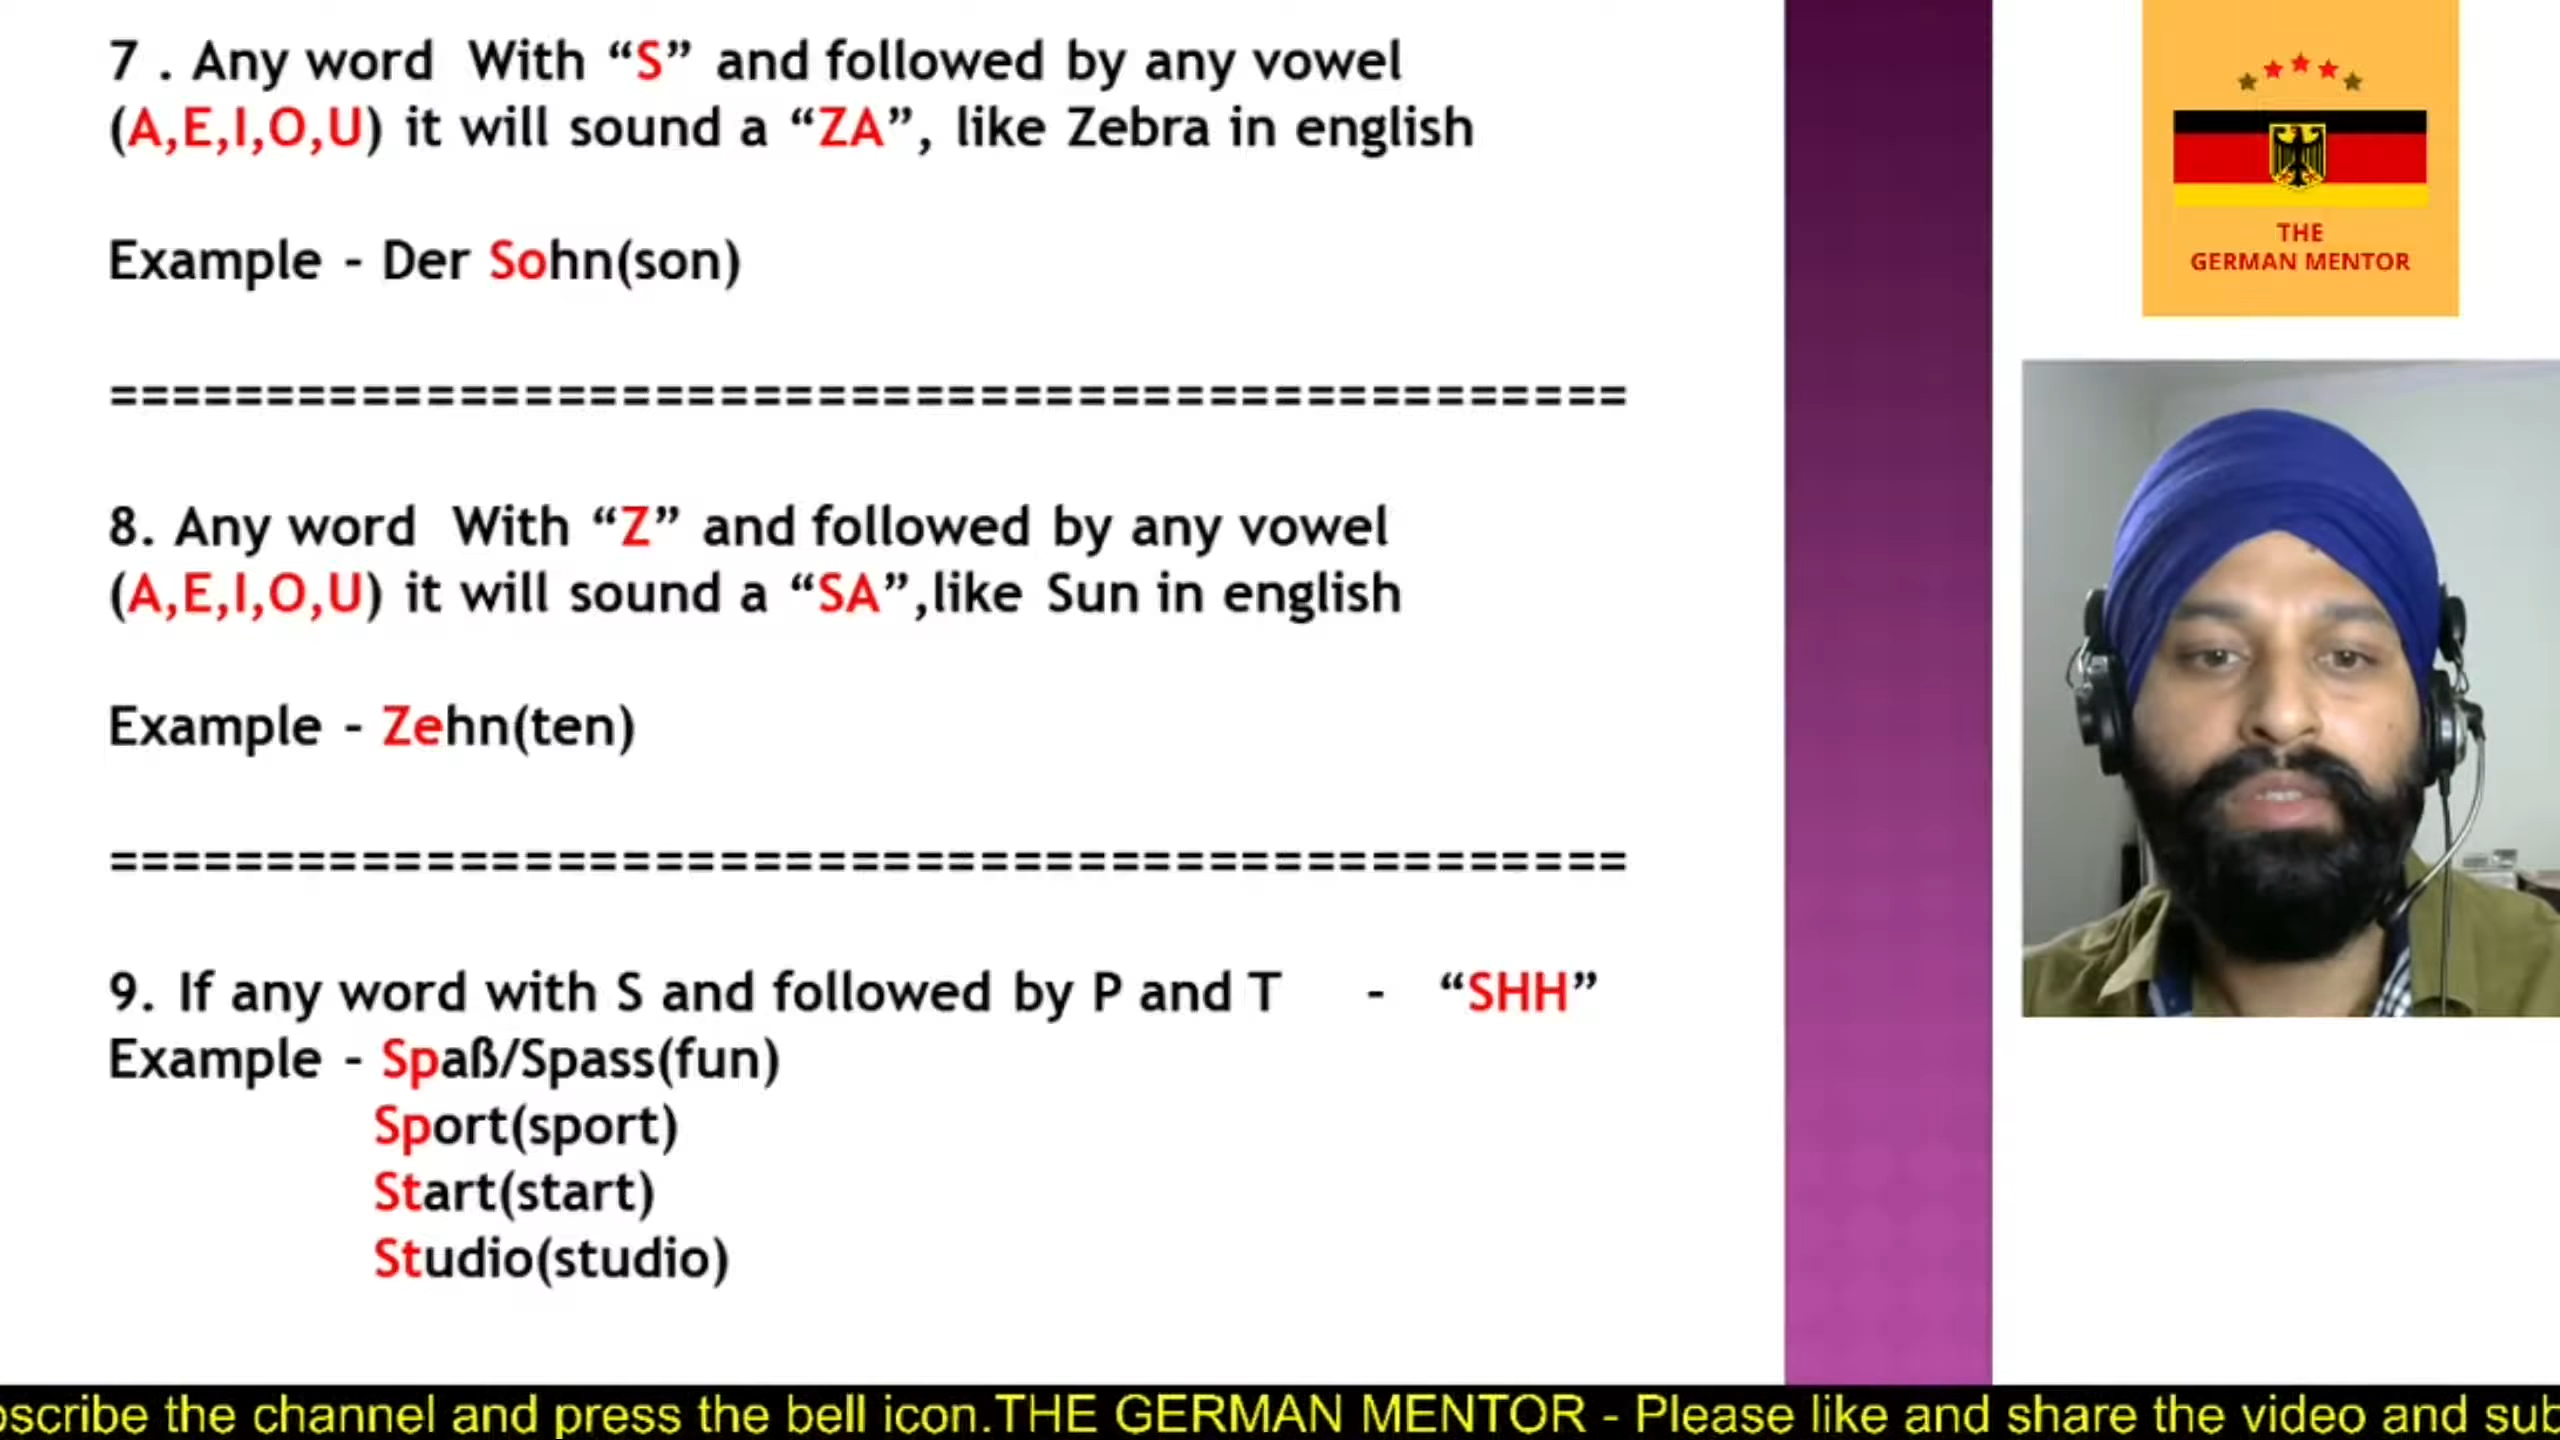 7 . Any word With “S” and followed by any vowel
(A,E,I,O,U) it will sound a “ZA”, like Zebra in english
Example - Der Sohn(son)
===============================================
8. Any word With “Z” and followed by any vowel
(A,E,I,O,U) it will sound a “SA”,like Sun in english
Example - Zehn(ten)
===============================================
9. If any word with S and followed by P and T - “SHH”
Example - Spaß/Spass(fun)
Sport(sport)
Start(start)
Studio(studio)
THE
GERMAN MENTOR
the channel and press the bell icon.THE GERMAN MENTOR - Please like and share the video and